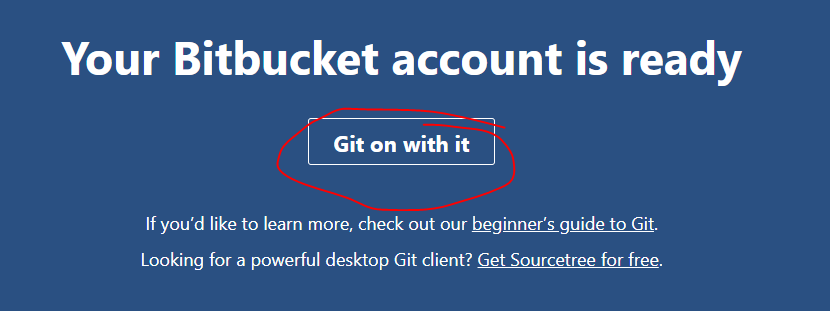 Your Bitbucket account is ready
Git on with it
If you’d like to learn more, check out our beginner’s guide to Git.
Looking for a powerful desktop Git client? Get Sourcetree for free.